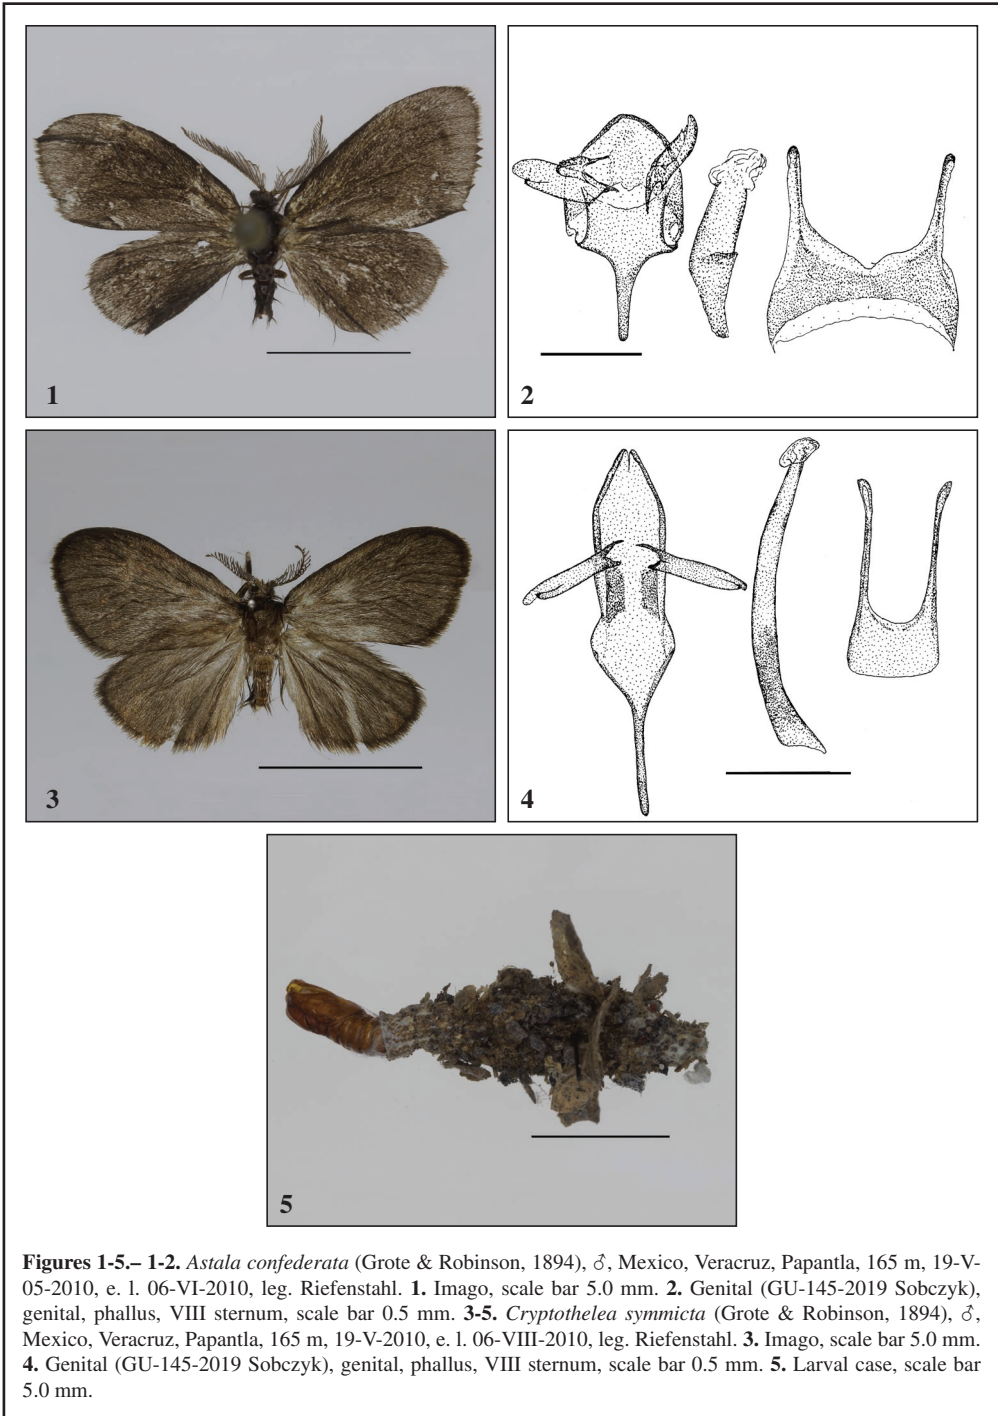 1
2
3
4
5
Figures 1-5.– 1-2. Astala confederata (Grote & Robinson, 1894), ♂, Mexico, Veracruz, Papantla, 165 m, 19-V-
05-2010, e. l. 06-VI-2010, leg. Riefenstahl. 1. Imago, scale bar 5.0 mm. 2. Genital (GU-145-2019 Sobczyk),
genital, phallus, VIII sternum, scale bar 0.5 mm. 3-5. Cryptothelea symmicta (Grote & Robinson, 1894), ♂,
Mexico, Veracruz, Papantla, 165 m, 19-V-2010, e. l. 06-VIII-2010, leg. Riefenstahl. 3. Imago, scale bar 5.0 mm.
4. Genital (GU-145-2019 Sobczyk), genital, phallus, VIII sternum, scale bar 0.5 mm. 5. Larval case, scale bar
5.0 mm.